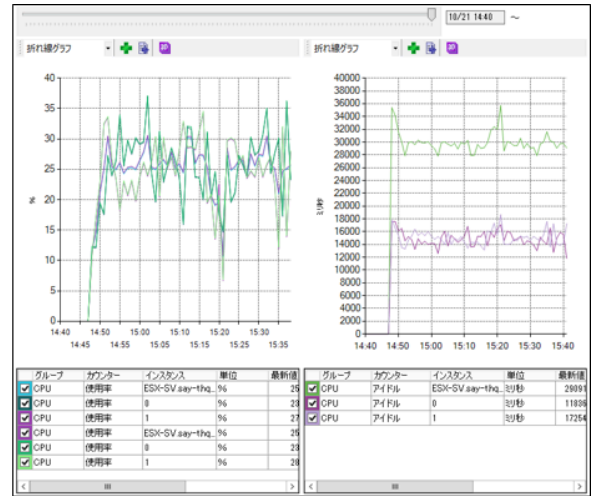 10/21 14:40 ～
折れ線グラフ
折れ線グラフ
40
35
30
25
20
15
10
5
0
%
14:40 14:50 15:00 15:10 15:20 15:30
14:45 14:55 15:05 15:15 15:25 15:35
40000
38000
36000
34000
32000
30000
28000
26000
24000
22000
20000
18000
16000
14000
12000
10000
8000
6000
4000
2000
0
ミリ秒
14:40 14:50 15:00 15:10 15:20 15:30 15:40
グループ カウンター インスタンス 単位 最新値
CPU 使用率 ESX-SV.say-thq... % 25
CPU 使用率 0 % 23
CPU 使用率 1 % 27
CPU 使用率 ESX-SV.say-thq... % 25
CPU 使用率 0 % 23
CPU 使用率 1 % 28
グループ カウンター インスタンス 単位 最新値
CPU アイドル ESX-SV.say-thq... ミリ秒 29091
CPU アイドル 0 ミリ秒 11836
CPU アイドル 1 ミリ秒 17254